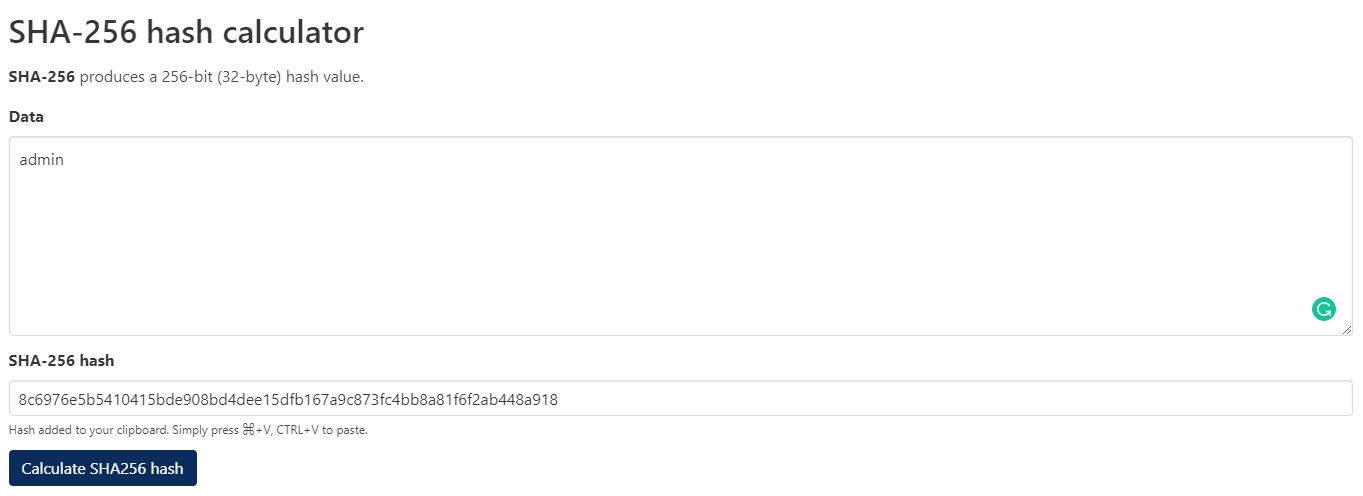 SHA-256 hash calculator
SHA-256 produces a 256-bit (32-byte) hash value.
Data
admin
SHA-256 hash
8c6976e5b5410415bde908bd4dee15dfb167a9c873fc4bb8a81f6f2ab448a918
Hash added to your clipboard. Simply press ⌘+V, CTRL+V to paste.
Calculate SHA256 hash